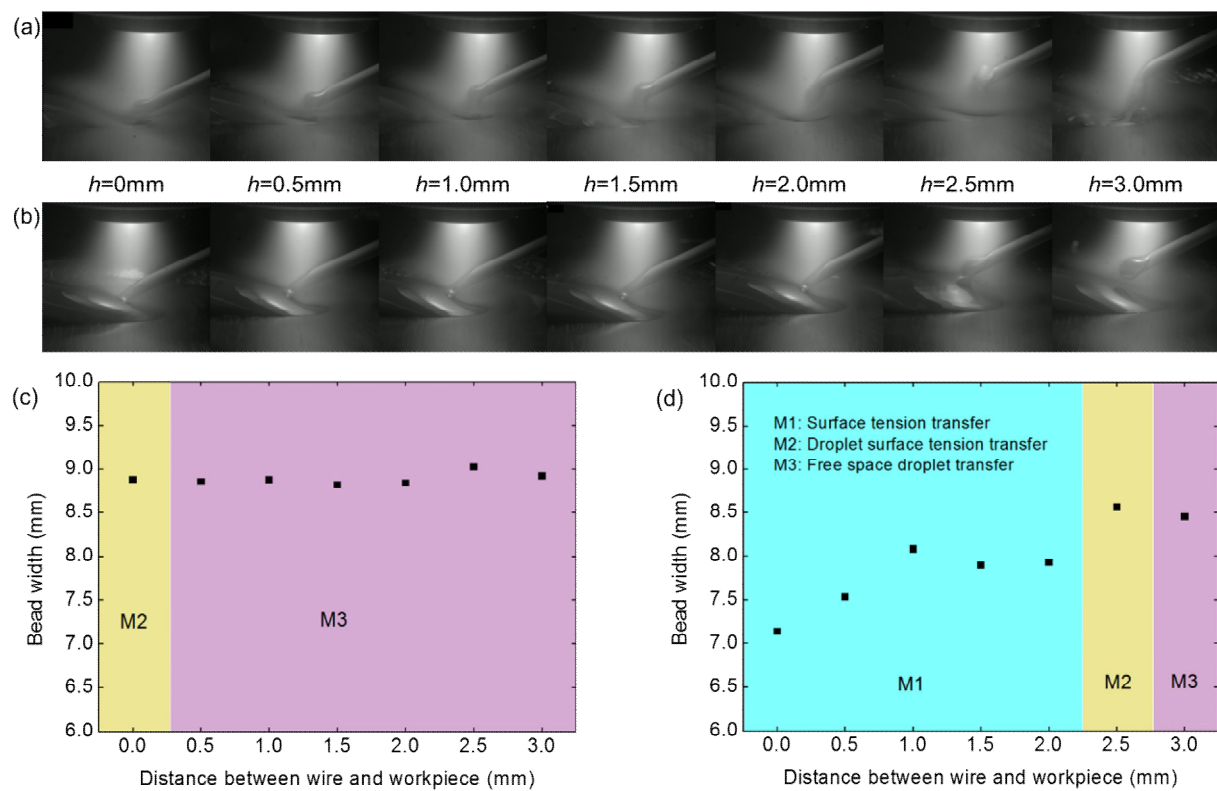 (a)
h=0mm h=0.5mm h=1.0mm h=1.5mm h=2.0mm h=2.5mm h=3.0mm
(b)
(c)
10.0
9.5
9.0
8.5
8.0
7.5
7.0
6.5
6.0
Bead width (mm)
M2
M3
0.0 0.5 1.0 1.5 2.0 2.5 3.0
Distance between wire and workpiece (mm)
(d)
10.0
9.5
9.0
8.5
8.0
7.5
7.0
6.5
6.0
Bead width (mm)
M1: Surface tension transfer
M2: Droplet surface tension transfer
M3: Free space droplet transfer
M1
M2
M3
0.0 0.5 1.0 1.5 2.0 2.5 3.0
Distance between wire and workpiece (mm)